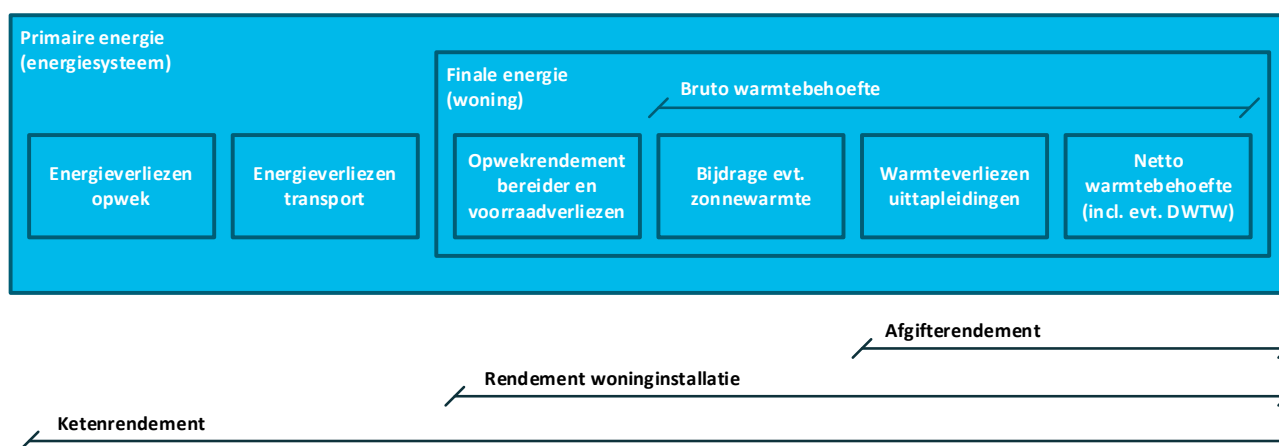 Primaire energie
(energiesysteem)
Finale energie
(woning)
Bruto warmtebehoefte
Energieverliezen
opwek
Energieverliezen
transport
Opwekrendement
bereider en
voorraadverliezen
Bijdrage evt.
zonnewarmte
Warmteverliezen
uittapleidingen
Netto
warmtebehoefte
(incl. evt. DWTW)
Afgifterendement
Rendement woninginstallatie
Ketenrendement